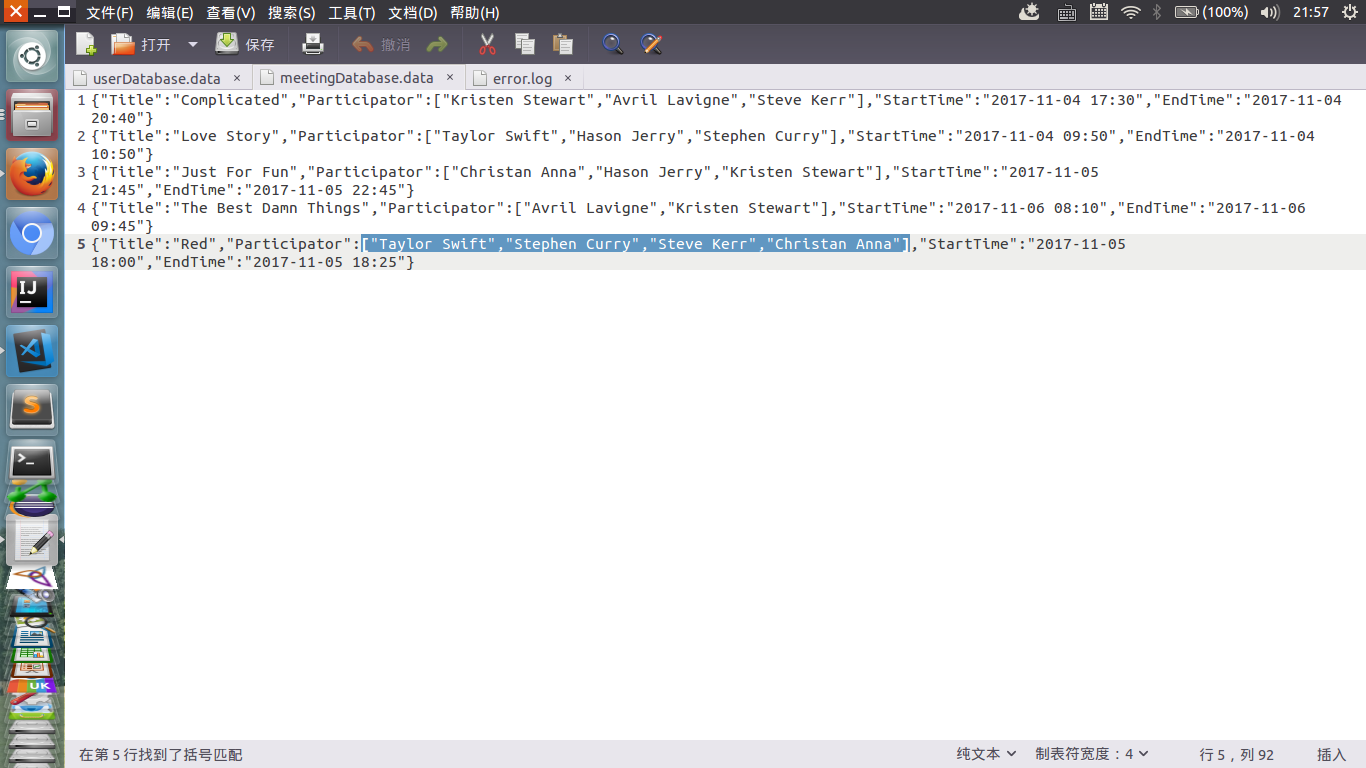 文件(F) 编辑(E) 查看(V) 搜索(S) 工具(T) 文档(D) 帮助(H) (100%) 21:57
打开 保存 撤消
userDatabase.data × meetingDatabase.data × error.log ×
1 {"Title":"Complicated","Participator":["Kristen Stewart","Avril Lavigne","Steve Kerr"],"StartTime":"2017-11-04 17:30","EndTime":"2017-11-04
20:40"}
2 {"Title":"Love Story","Participator":["Taylor Swift","Hason Jerry","Stephen Curry"],"StartTime":"2017-11-04 09:50","EndTime":"2017-11-04
10:50"}
3 {"Title":"Just For Fun","Participator":["Christan Anna","Hason Jerry","Kristen Stewart"],"StartTime":"2017-11-05
21:45","EndTime":"2017-11-05 22:45"}
4 {"Title":"The Best Damn Things","Participator":["Avril Lavigne","Kristen Stewart"],"StartTime":"2017-11-06 08:10","EndTime":"2017-11-06
09:45"}
5 {"Title":"Red","Participator":["Taylor Swift","Stephen Curry","Steve Kerr","Christan Anna"],"StartTime":"2017-11-05
18:00","EndTime":"2017-11-05 18:25"}
IJ
S
>_
UK
在第 5 行找到了括号匹配 纯文本 制表符宽度：4 行 5，列 92 插入